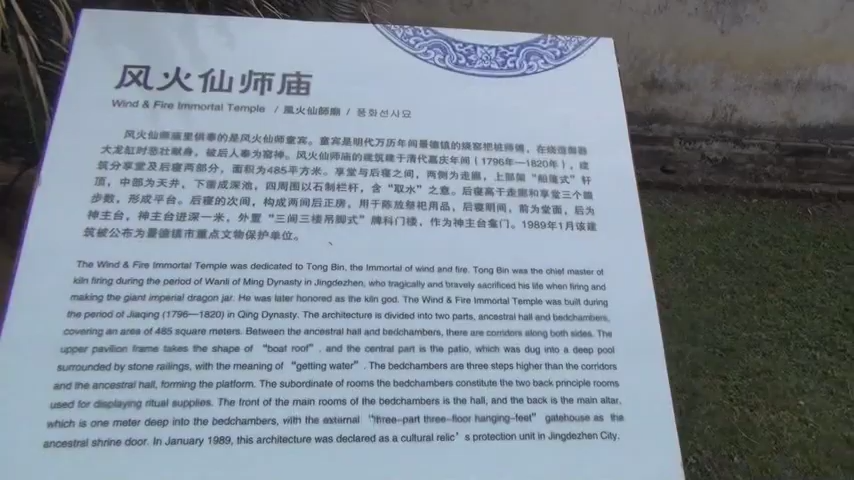 风火仙师庙
Wind & Fire Immortal Temple / 風火仙師廟 / 풍화선사묘
风火仙师庙里供奉的是风火仙师童宾。童宾是明代万历年间景德镇的烧窑把桩师傅，在烧造御器
大龙缸时悲壮献身，被后人奉为窑神。风火仙师庙的建筑建于清代嘉庆年间（1796年—1820年），建
筑分享堂及后寝两部分，面积为485平方米。享堂与后寝之间，两侧为走廊，上部架“船篷式”轩
顶，中部为天井，下凿成深池，四周围以石制栏杆，含“取水”之意。后寝高于走廊和享堂三个踏
步数，形成平台。后寝的次间，构成两间后正房，用于陈放祭祀用品，后寝明间，前为堂面，后为
神主台，神主台进深一米，外置“三间三楼吊脚式”牌科门楼，作为神主台龛门。1989年1月该建
筑被公布为景德镇市重点文物保护单位。
The Wind & Fire Immortal Temple was dedicated to Tong Bin, the Immortal of wind and fire. Tong Bin was the chief master of
kiln firing during the period of Wanli of Ming Dynasty in Jingdezhen, who tragically and bravely sacrificed his life when firing and
making the giant imperial dragon jar. He was later honored as the kiln god. The Wind & Fire Immortal Temple was built during
the period of Jiaqing (1796—1820) in Qing Dynasty. The architecture is divided into two parts, ancestral hall and bedchambers,
covering an area of 485 square meters. Between the ancestral hall and bedchambers, there are corridors along both sides. The
upper pavilion frame takes the shape of “boat roof”, and the central part is the patio, which was dug into a deep pool
surrounded by stone railings, with the meaning of “getting water”. The bedchambers are three steps higher than the corridors
and the ancestral hall, forming the platform. The subordinate of rooms the bedchambers constitute the two back principle rooms
used for displaying ritual supplies. The front of the main rooms of the bedchambers is the hall, and the back is the main altar,
which is one meter deep into the bedchambers, with the external “three-part three-floor hanging-feet” gatehouse as the
ancestral shrine door. In January 1989, this architecture was declared as a cultural relic’s protection unit in Jingdezhen City.